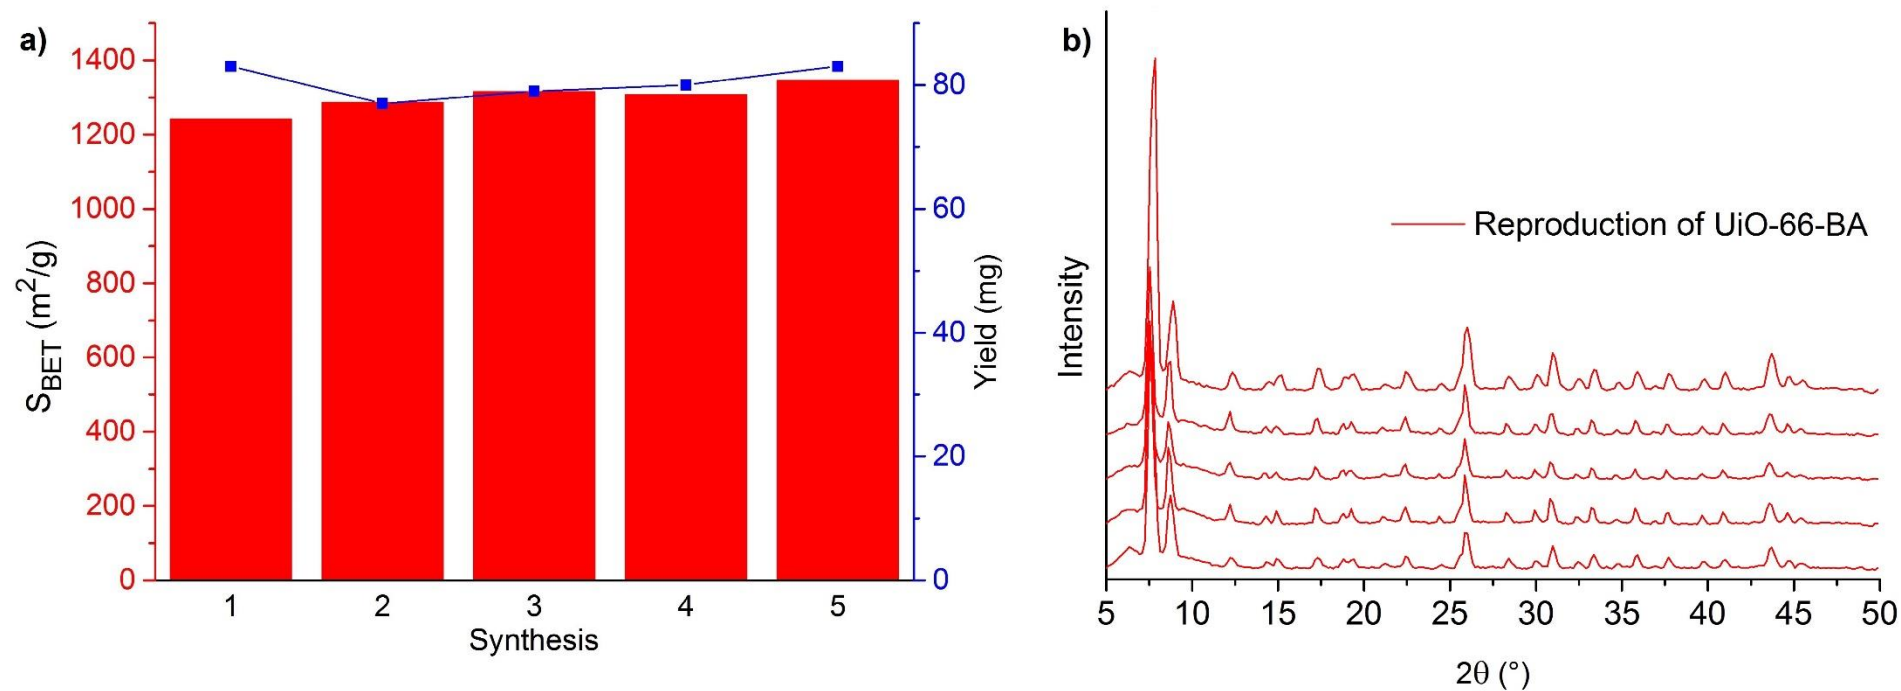 a)
1400
1200
1000
800
600
400
200
0
S_BET (m²/g)
80
60
40
20
0
Yield (mg)
1 2 3 4 5
Synthesis
b)
Intensity
Reproduction of UiO-66-BA
5 10 15 20 25 30 35 40 45 50
2θ (°)